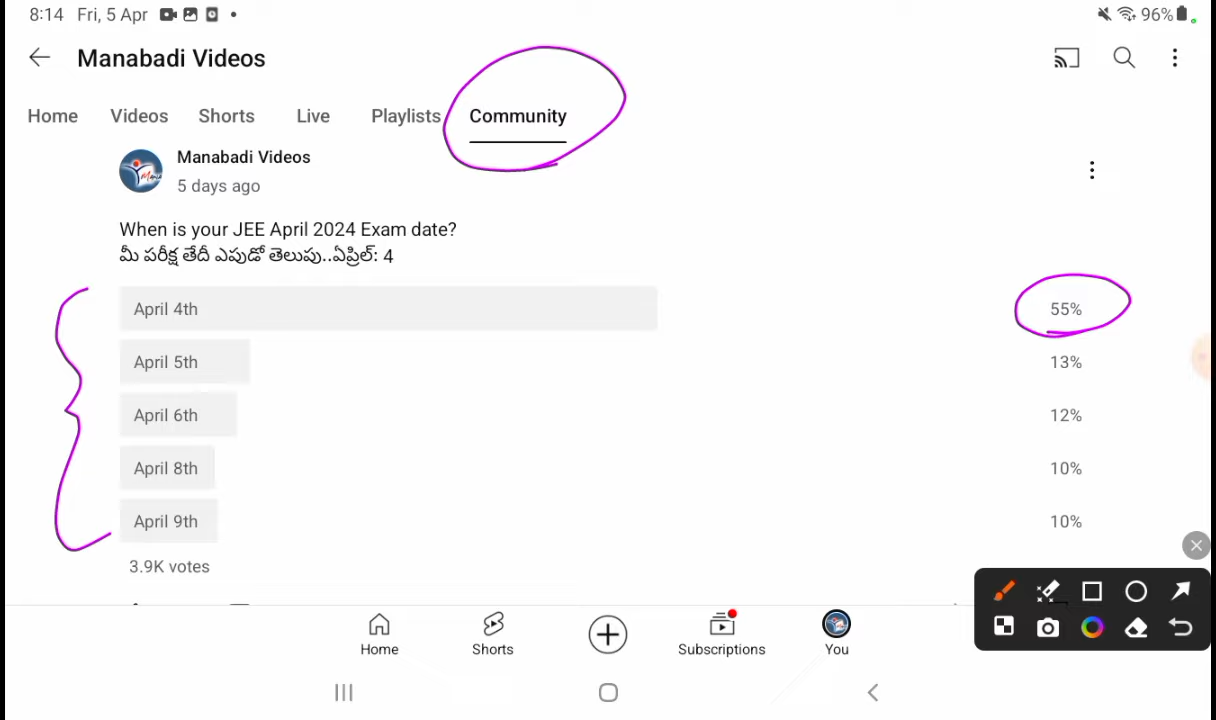 8:14 Fri, 5 Apr 96%
Manabadi Videos
Home Videos Shorts Live Playlists Community
Manabadi Videos
5 days ago
When is your JEE April 2024 Exam date?
మీ పరీక్ష తేదీ ఎపుడో తెలుపు..ఏప్రిల్: 4
April 4th 55%
April 5th 13%
April 6th 12%
April 8th 10%
April 9th 10%
3.9K votes
Home Shorts Subscriptions You